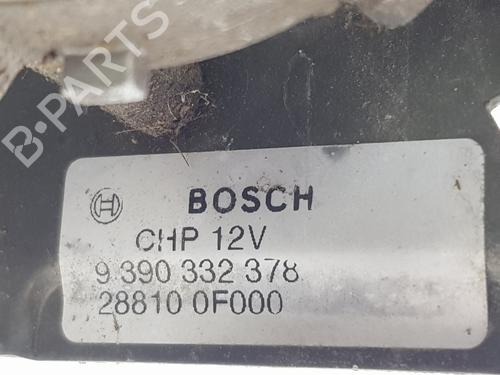 B-PARTS
BOSCH
CHP 12V
9 390 332 378
28810 0F000